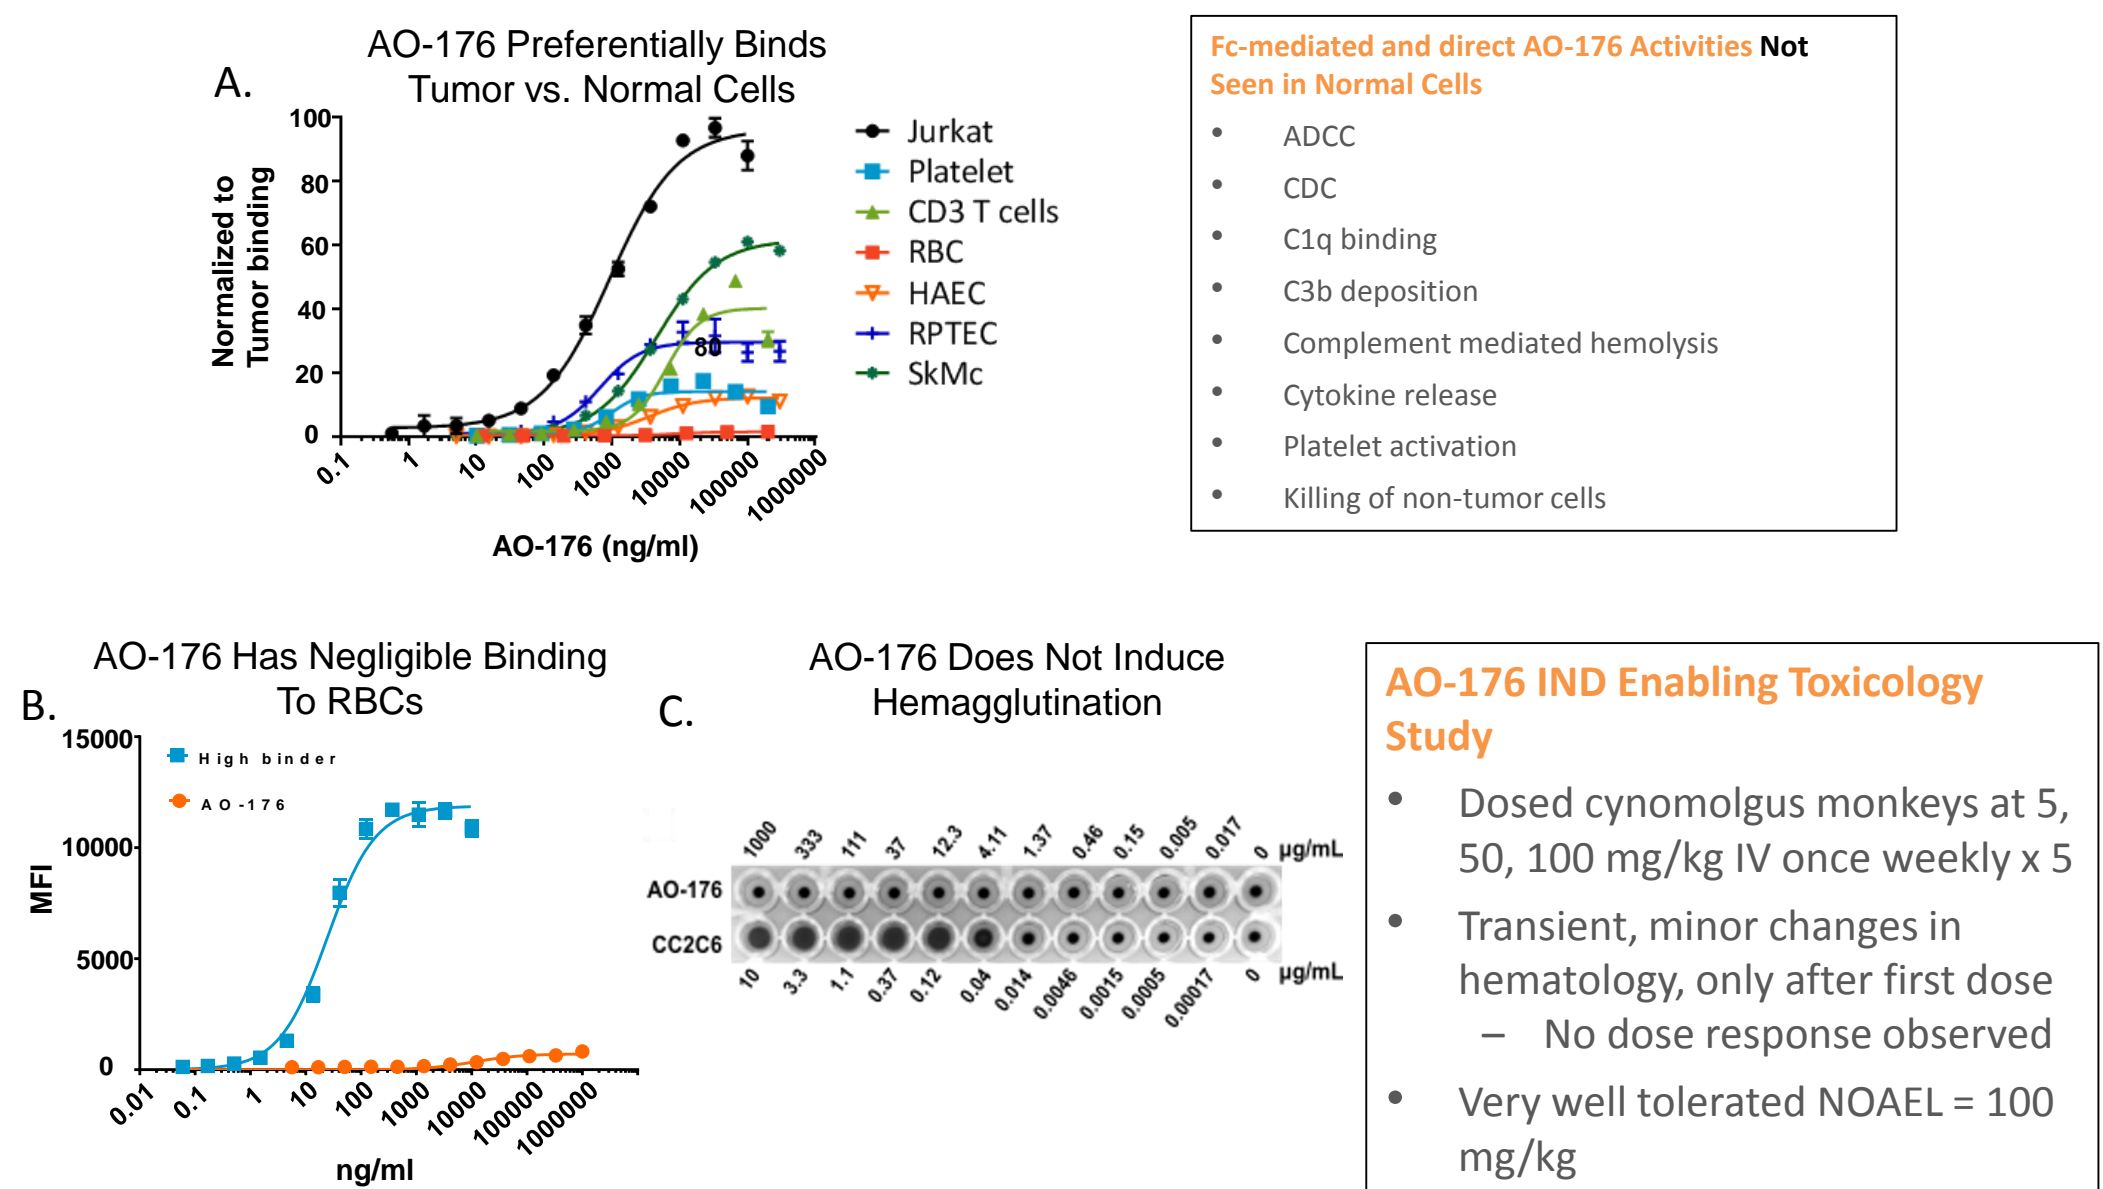 AO-176 Preferentially Binds
Tumor vs. Normal Cells
A.
Normalized to
Tumor binding
100
80
60
40
20
0
0.1
1
10
100
1000
10000
100000
1000000
AO-176 (ng/ml)
80
Jurkat
Platelet
CD3 T cells
RBC
HAEC
RPTEC
SkMc
Fc-mediated and direct AO-176 Activities Not
Seen in Normal Cells
• ADCC
• CDC
• C1q binding
• C3b deposition
• Complement mediated hemolysis
• Cytokine release
• Platelet activation
• Killing of non-tumor cells
AO-176 Has Negligible Binding
To RBCs
B.
MFI
15000
10000
5000
0
High binder
AO-176
0.01
0.1
1
10
100
1000
10000
100000
1000000
ng/ml
AO-176 Does Not Induce
Hemagglutination
C.
1000 333 111 37 12.3 4.11 1.37 0.46 0.15 0.005 0.017 0 µg/mL
AO-176
CC2C6
10 3.3 1.1 0.37 0.12 0.04 0.014 0.0046 0.0015 0.0005 0.00017 0 µg/mL
AO-176 IND Enabling Toxicology
Study
• Dosed cynomolgus monkeys at 5,
50, 100 mg/kg IV once weekly x 5
• Transient, minor changes in
hematology, only after first dose
– No dose response observed
• Very well tolerated NOAEL = 100
mg/kg